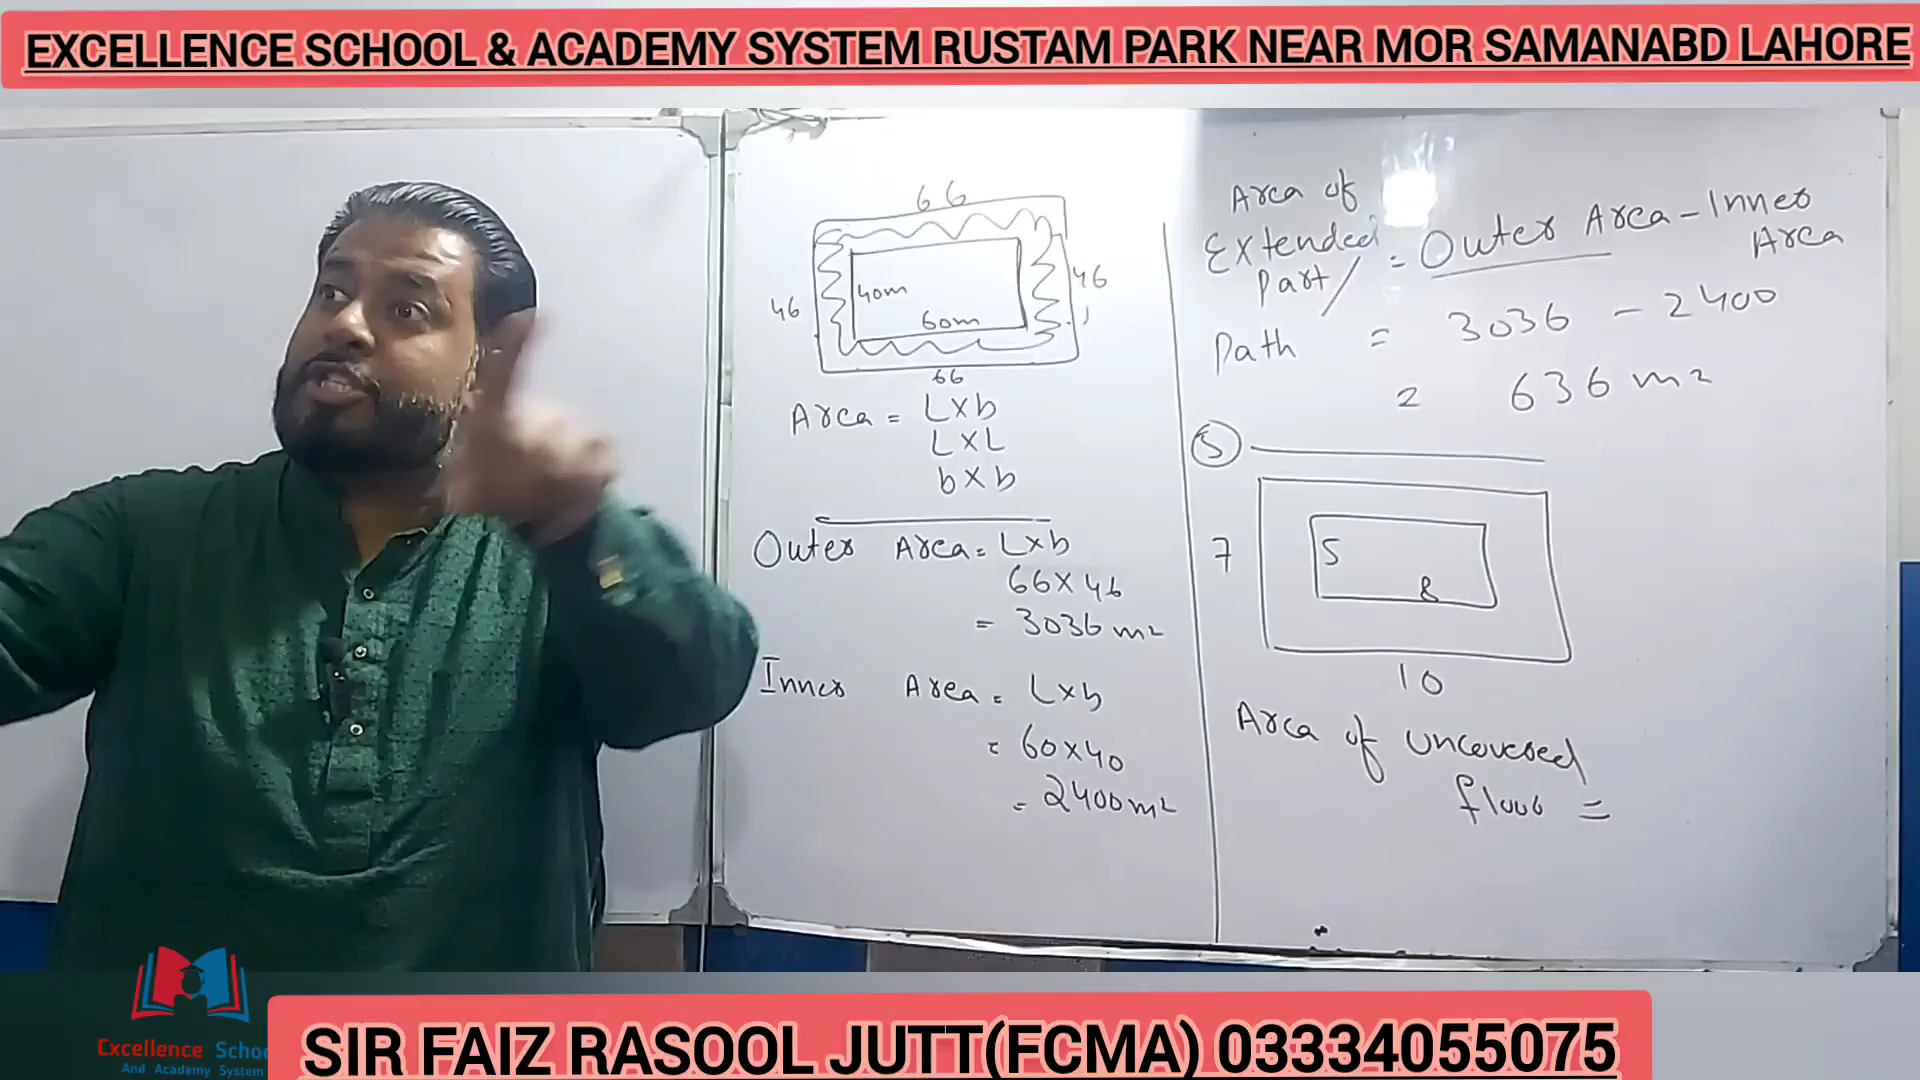 EXCELLENCE SCHOOL & ACADEMY SYSTEM RUSTAM PARK NEAR MOR SAMANABD LAHORE
66
46
40m
60m
46
66
Area = L×b
L×L
b×b
Outer Area = L×b
66×46
= 3036 m2
Inner Area = L×b
= 60×40
= 2400 m2
Area of
Extended
Part/
Path
= Outer Area - Inner
Area
= 3036 - 2400
= 636 m2
5
7
5
8
10
Area of uncovered
floor =
Excellence Schoo
And Academy System
SIR FAIZ RASOOL JUTT(FCMA) 03334055075